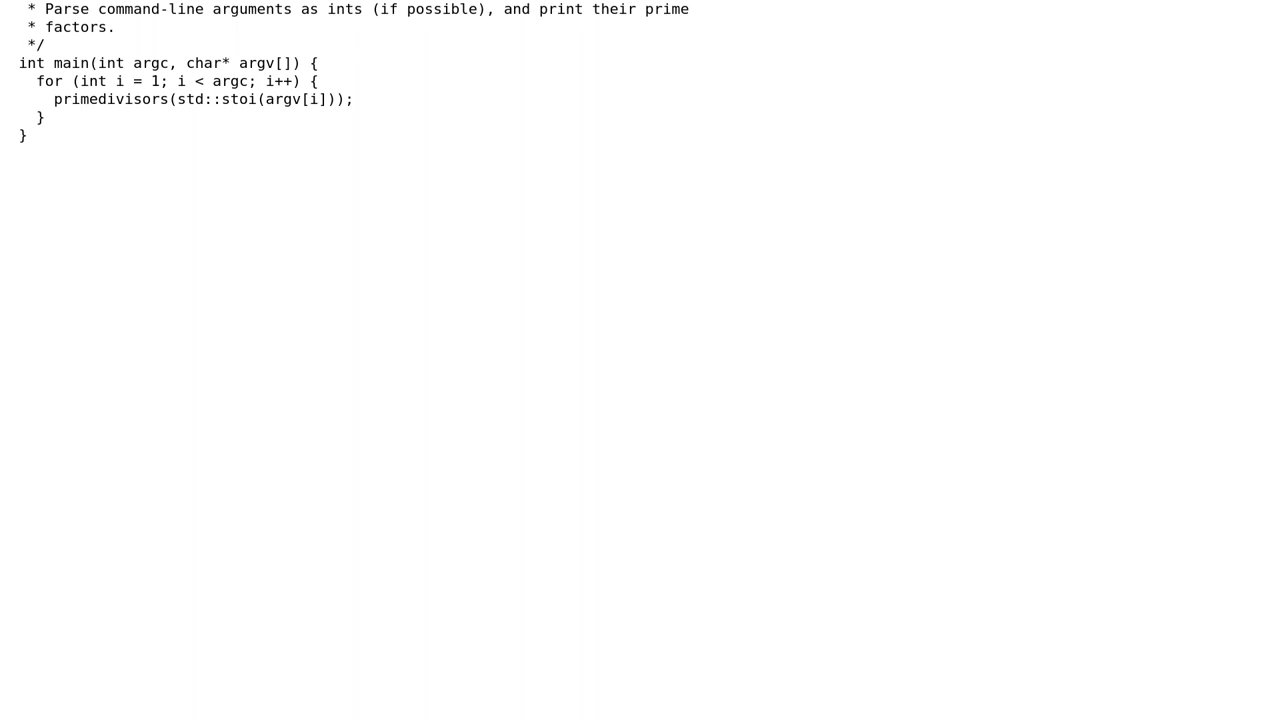 * Parse command-line arguments as ints (if possible), and print their prime
 * factors.
 */
int main(int argc, char* argv[]) {
  for (int i = 1; i < argc; i++) {
    primedivisors(std::stoi(argv[i]));
  }
}